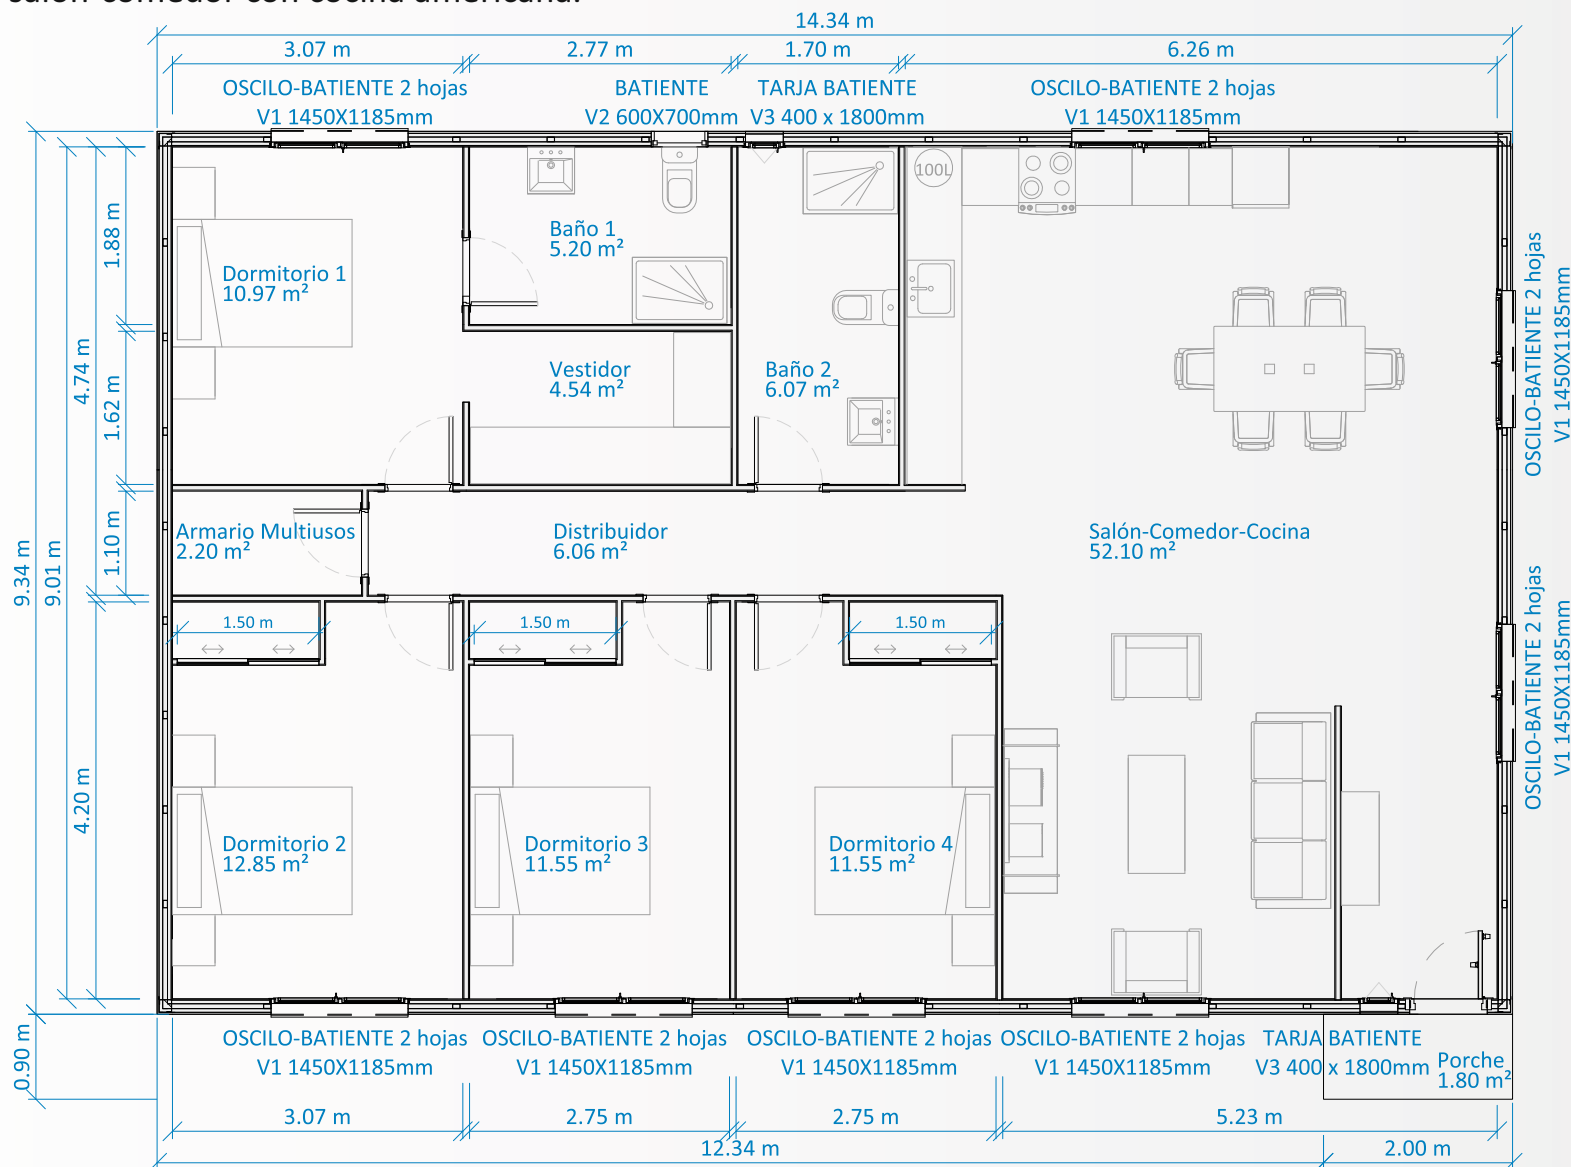 salón-comedor con cocina americana.
14.34 m
3.07 m
2.77 m
1.70 m
6.26 m
OSCILO-BATIENTE 2 hojas
V1 1450X1185mm
BATIENTE
V2 600X700mm
TARJA BATIENTE
V3 400 x 1800mm
OSCILO-BATIENTE 2 hojas
V1 1450X1185mm
9.34 m
9.01 m
4.74 m
4.20 m
1.88 m
1.62 m
1.10 m
0.90 m
100L
Baño 1
5.20 m²
Dormitorio 1
10.97 m²
Vestidor
4.54 m²
Baño 2
6.07 m²
OSCILO-BATIENTE 2 hojas
V1 1450X1185mm
Armario Multiusos
2.20 m²
Distribuidor
6.06 m²
Salón-Comedor-Cocina
52.10 m²
1.50 m
1.50 m
1.50 m
OSCILO-BATIENTE 2 hojas
V1 1450X1185mm
Dormitorio 2
12.85 m²
Dormitorio 3
11.55 m²
Dormitorio 4
11.55 m²
OSCILO-BATIENTE 2 hojas
V1 1450X1185mm
OSCILO-BATIENTE 2 hojas
V1 1450X1185mm
OSCILO-BATIENTE 2 hojas
V1 1450X1185mm
OSCILO-BATIENTE 2 hojas
V1 1450X1185mm
TARJA BATIENTE
V3 400 x 1800mm
Porche
1.80 m²
3.07 m
2.75 m
2.75 m
5.23 m
12.34 m
2.00 m